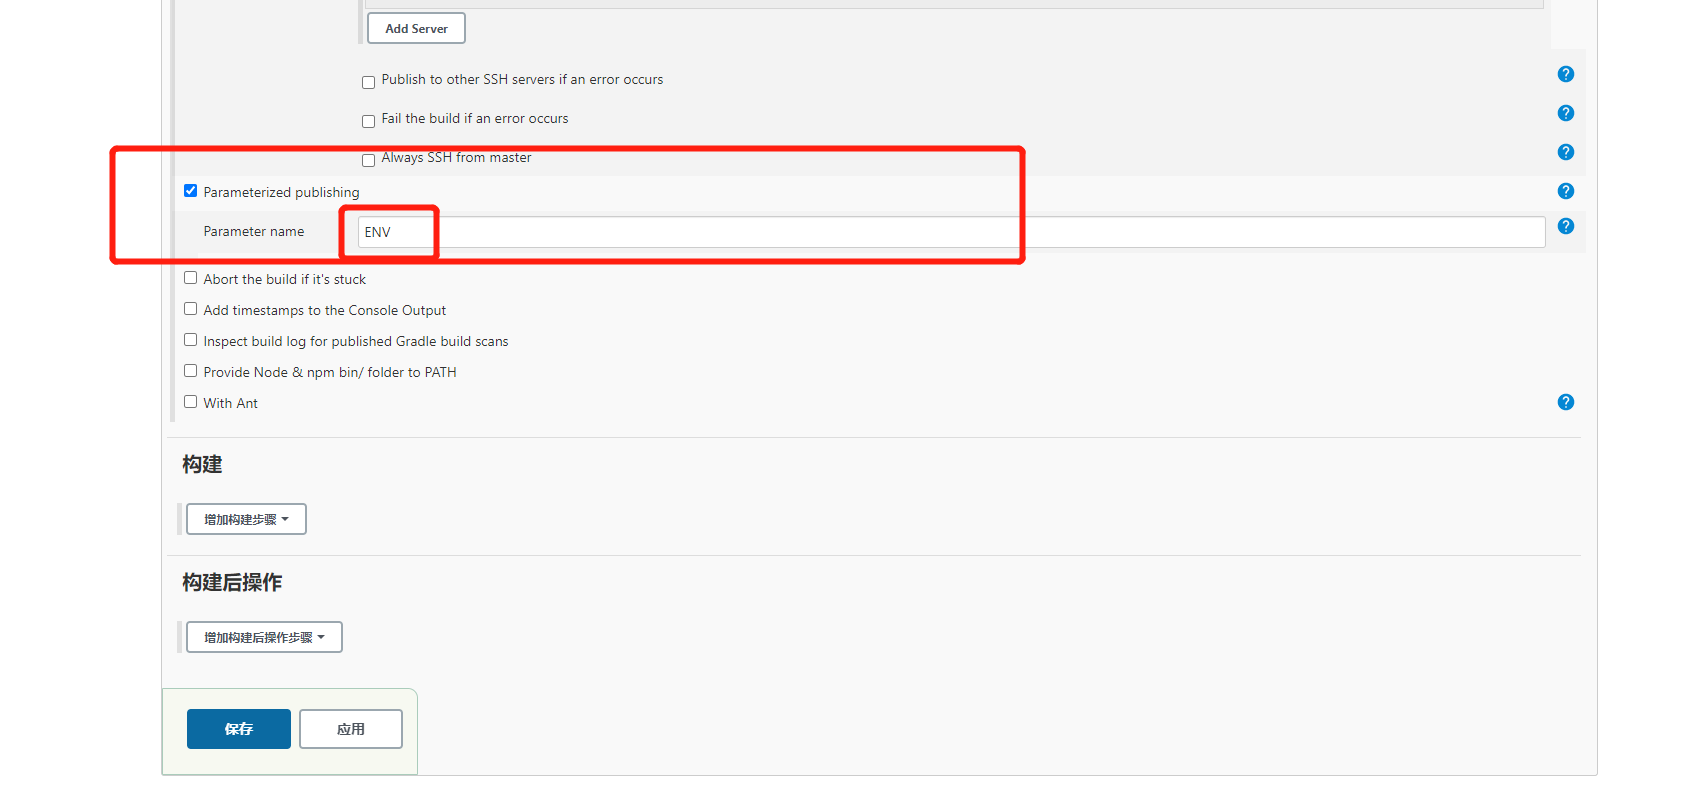 Add Server
Publish to other SSH servers if an error occurs
Fail the build if an error occurs
Always SSH from master
Parameterized publishing
Parameter name
ENV
Abort the build if it's stuck
Add timestamps to the Console Output
Inspect build log for published Gradle build scans
Provide Node & npm bin/ folder to PATH
With Ant
构建
增加构建步骤
构建后操作
增加构建后操作步骤
保存
应用